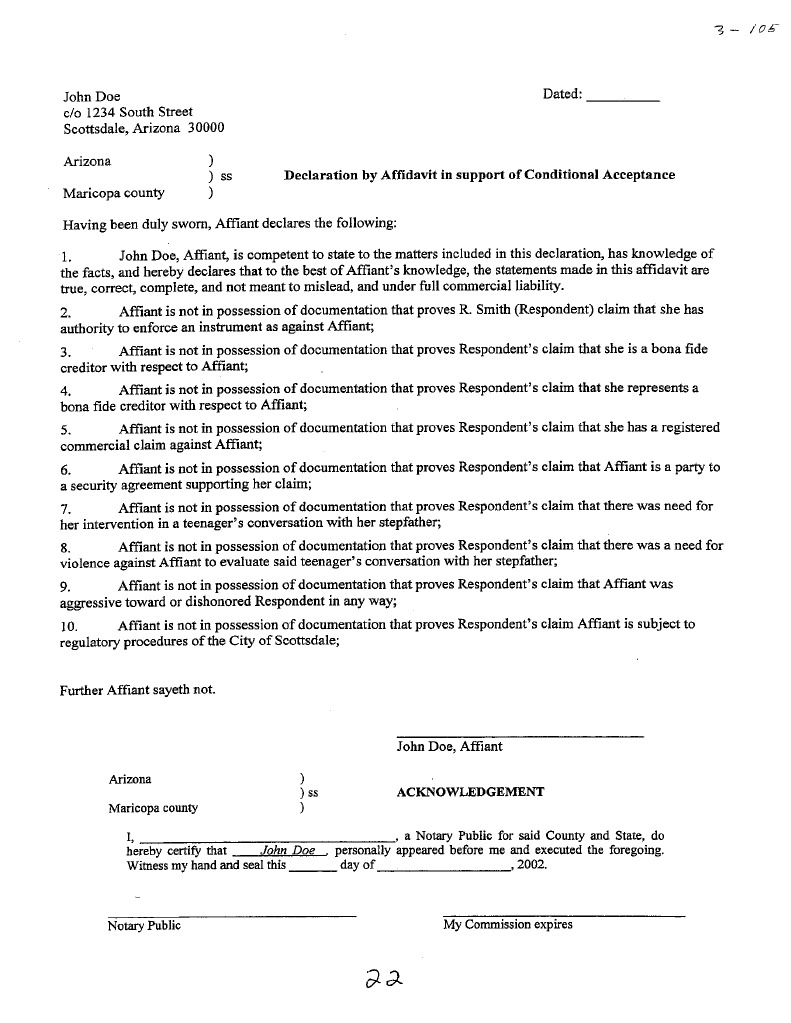 3 - 105
John Doe
Dated: __________
c/o 1234 South Street
Scottsdale, Arizona 30000
Arizona )
) ss Declaration by Affidavit in support of Conditional Acceptance
Maricopa county )
Having been duly sworn, Affiant declares the following:
1. John Doe, Affiant, is competent to state to the matters included in this declaration, has knowledge of
the facts, and hereby declares that to the best of Affiant's knowledge, the statements made in this affidavit are
true, correct, complete, and not meant to mislead, and under full commercial liability.
2. Affiant is not in possession of documentation that proves R. Smith (Respondent) claim that she has
authority to enforce an instrument as against Affiant;
3. Affiant is not in possession of documentation that proves Respondent's claim that she is a bona fide
creditor with respect to Affiant;
4. Affiant is not in possession of documentation that proves Respondent's claim that she represents a
bona fide creditor with respect to Affiant;
5. Affiant is not in possession of documentation that proves Respondent's claim that she has a registered
commercial claim against Affiant;
6. Affiant is not in possession of documentation that proves Respondent's claim that Affiant is a party to
a security agreement supporting her claim;
7. Affiant is not in possession of documentation that proves Respondent's claim that there was need for
her intervention in a teenager's conversation with her stepfather;
8. Affiant is not in possession of documentation that proves Respondent's claim that there was a need for
violence against Affiant to evaluate said teenager's conversation with her stepfather;
9. Affiant is not in possession of documentation that proves Respondent's claim that Affiant was
aggressive toward or dishonored Respondent in any way;
10. Affiant is not in possession of documentation that proves Respondent's claim Affiant is subject to
regulatory procedures of the City of Scottsdale;
Further Affiant sayeth not.
John Doe, Affiant
Arizona )
) ss ACKNOWLEDGEMENT
Maricopa county )
I, ______________________, a Notary Public for said County and State, do
hereby certify that John Doe , personally appeared before me and executed the foregoing.
Witness my hand and seal this _______ day of ____________________, 2002.
Notary Public My Commission expires
22